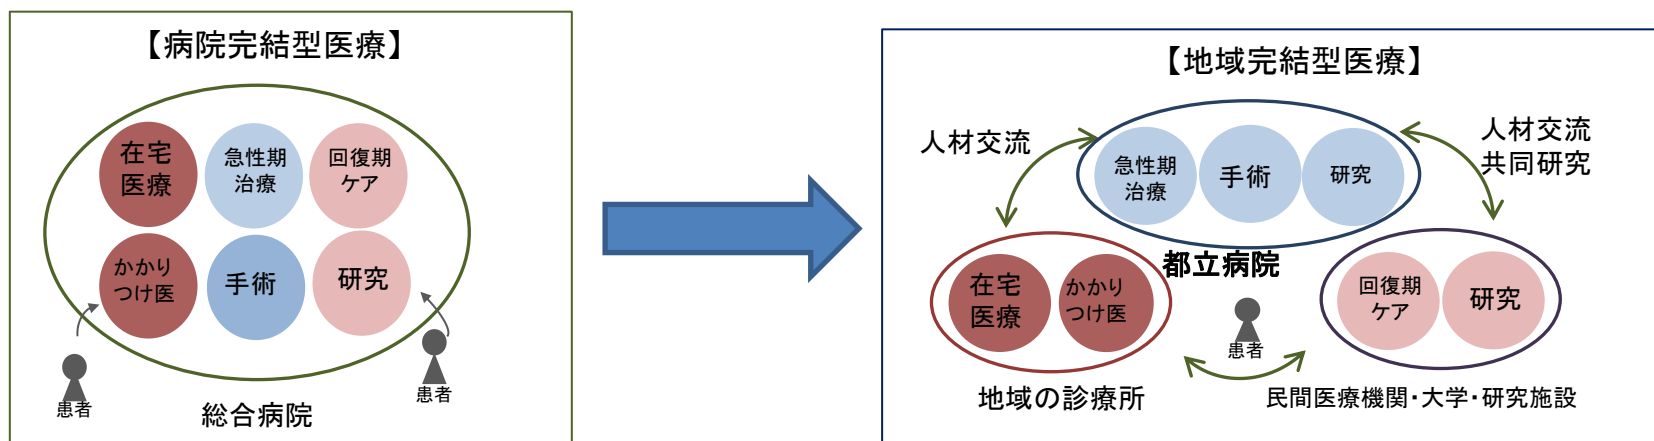 【病院完結型医療】
在宅
医療
急性期
治療
回復期
ケア
かかり
つけ医
手術
研究
患者
患者
総合病院
【地域完結型医療】
人材交流
人材交流
共同研究
急性期
治療
手術
研究
都立病院
在宅
医療
かかり
つけ医
患者
回復期
ケア
研究
地域の診療所
民間医療機関・大学・研究施設